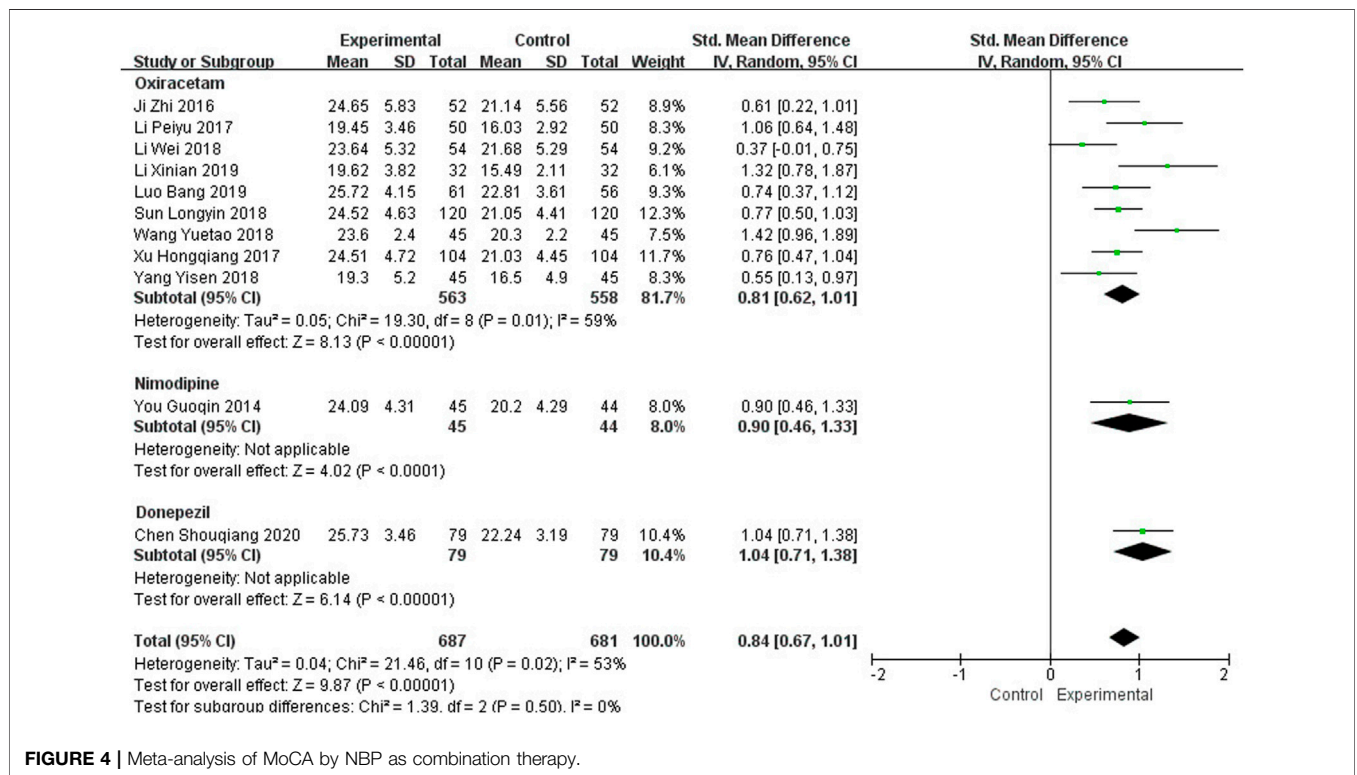 Experimental Control Std. Mean Difference Std. Mean Difference
Study or Subgroup Mean SD Total Mean SD Total Weight IV, Random, 95% CI IV, Random, 95% CI
Oxiracetam
Ji Zhi 2016 24.65 5.83 52 21.14 5.56 52 8.9% 0.61 [0.22, 1.01]
Li Peiyu 2017 19.45 3.46 50 16.03 2.92 50 8.3% 1.06 [0.64, 1.48]
Li Wei 2018 23.64 5.32 54 21.68 5.29 54 9.2% 0.37 [-0.01, 0.75]
Li Xinian 2019 19.62 3.82 32 15.49 2.11 32 6.1% 1.32 [0.78, 1.87]
Luo Bang 2019 25.72 4.15 61 22.81 3.61 56 9.3% 0.74 [0.37, 1.12]
Sun Longyin 2018 24.52 4.63 120 21.05 4.41 120 12.3% 0.77 [0.50, 1.03]
Wang Yuetao 2018 23.6 2.4 45 20.3 2.2 45 7.5% 1.42 [0.96, 1.89]
Xu Hongqiang 2017 24.51 4.72 104 21.03 4.45 104 11.7% 0.76 [0.47, 1.04]
Yang Yisen 2018 19.3 5.2 45 16.5 4.9 45 8.3% 0.55 [0.13, 0.97]
Subtotal (95% CI) 563 558 81.7% 0.81 [0.62, 1.01]
Heterogeneity: Tau² = 0.05; Chi² = 19.30, df = 8 (P = 0.01); I² = 59%
Test for overall effect: Z = 8.13 (P < 0.00001)
Nimodipine
You Guoqin 2014 24.09 4.31 45 20.2 4.29 44 8.0% 0.90 [0.46, 1.33]
Subtotal (95% CI) 45 44 8.0% 0.90 [0.46, 1.33]
Heterogeneity: Not applicable
Test for overall effect: Z = 4.02 (P < 0.0001)
Donepezil
Chen Shouqiang 2020 25.73 3.46 79 22.24 3.19 79 10.4% 1.04 [0.71, 1.38]
Subtotal (95% CI) 79 79 10.4% 1.04 [0.71, 1.38]
Heterogeneity: Not applicable
Test for overall effect: Z = 6.14 (P < 0.00001)
Total (95% CI) 687 681 100.0% 0.84 [0.67, 1.01]
Heterogeneity: Tau² = 0.04; Chi² = 21.46, df = 10 (P = 0.02); I² = 53%
Test for overall effect: Z = 9.87 (P < 0.00001)
Test for subgroup differences: Chi² = 1.39, df = 2 (P = 0.50), I² = 0%
-2 -1 0 1 2
Control Experimental
FIGURE 4 | Meta-analysis of MoCA by NBP as combination therapy.